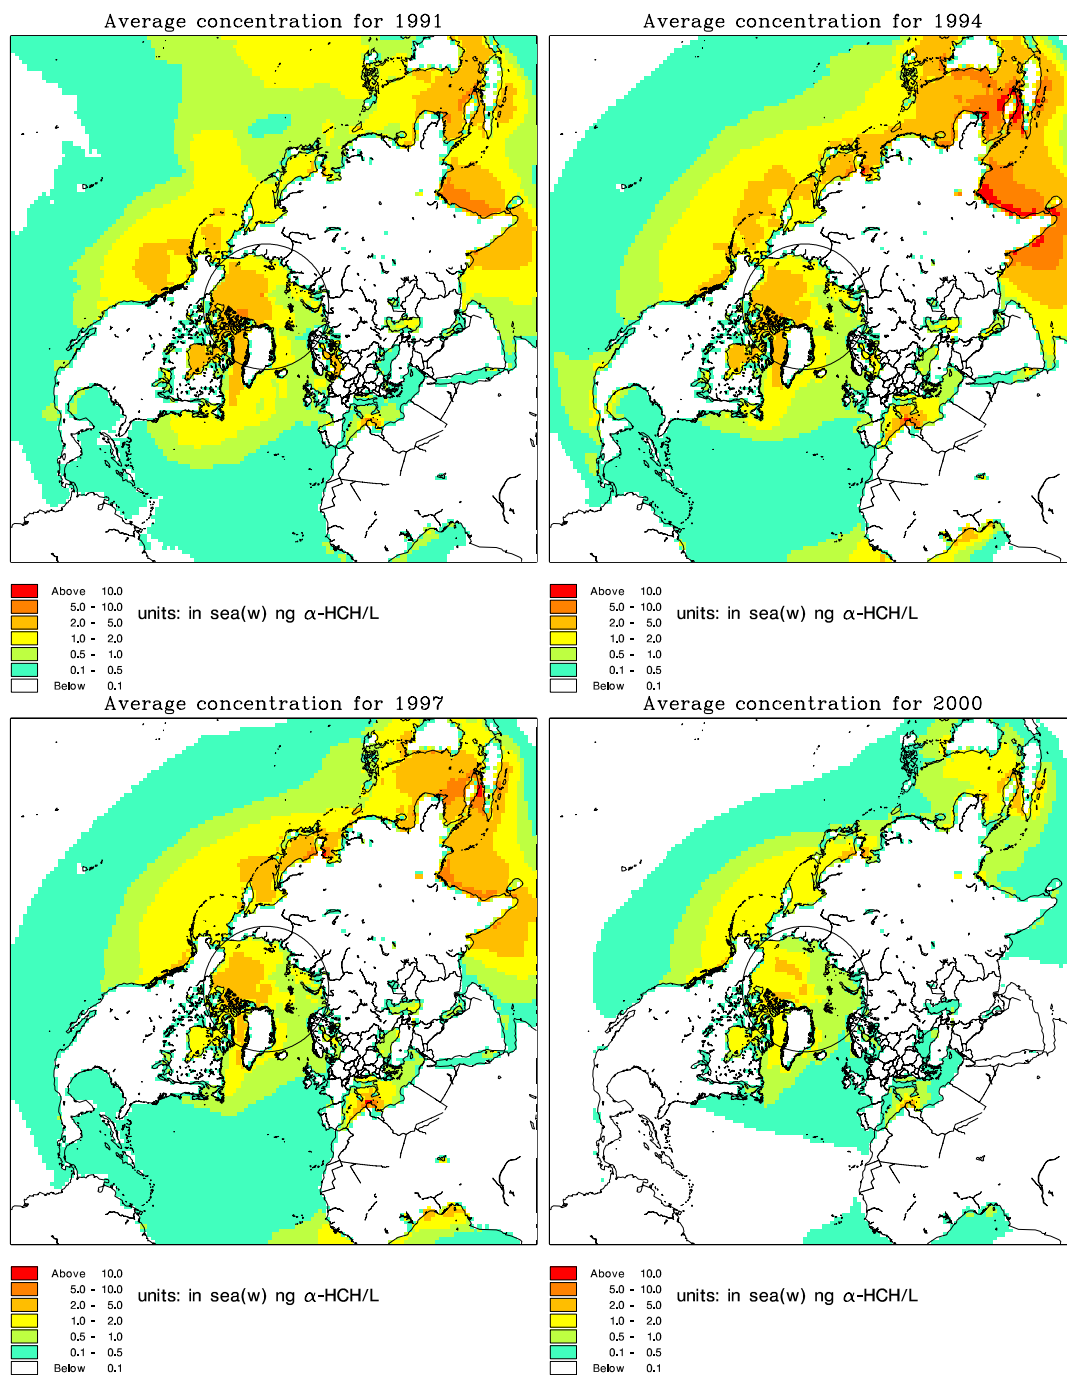 Average concentration for 1991
Average concentration for 1994
Above 10.0
5.0 - 10.0
2.0 - 5.0
1.0 - 2.0
0.5 - 1.0
0.1 - 0.5
Below 0.1
units: in sea(w) ng α-HCH/L
Above 10.0
5.0 - 10.0
2.0 - 5.0
1.0 - 2.0
0.5 - 1.0
0.1 - 0.5
Below 0.1
units: in sea(w) ng α-HCH/L
Average concentration for 1997
Average concentration for 2000
Above 10.0
5.0 - 10.0
2.0 - 5.0
1.0 - 2.0
0.5 - 1.0
0.1 - 0.5
Below 0.1
units: in sea(w) ng α-HCH/L
Above 10.0
5.0 - 10.0
2.0 - 5.0
1.0 - 2.0
0.5 - 1.0
0.1 - 0.5
Below 0.1
units: in sea(w) ng α-HCH/L